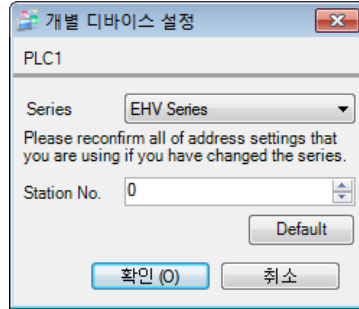 개별 디바이스 설정
PLC1
Series EHV Series
Please reconfirm all of address settings that
you are using if you have changed the series.
Station No. 0
Default
확인 (O) 취소